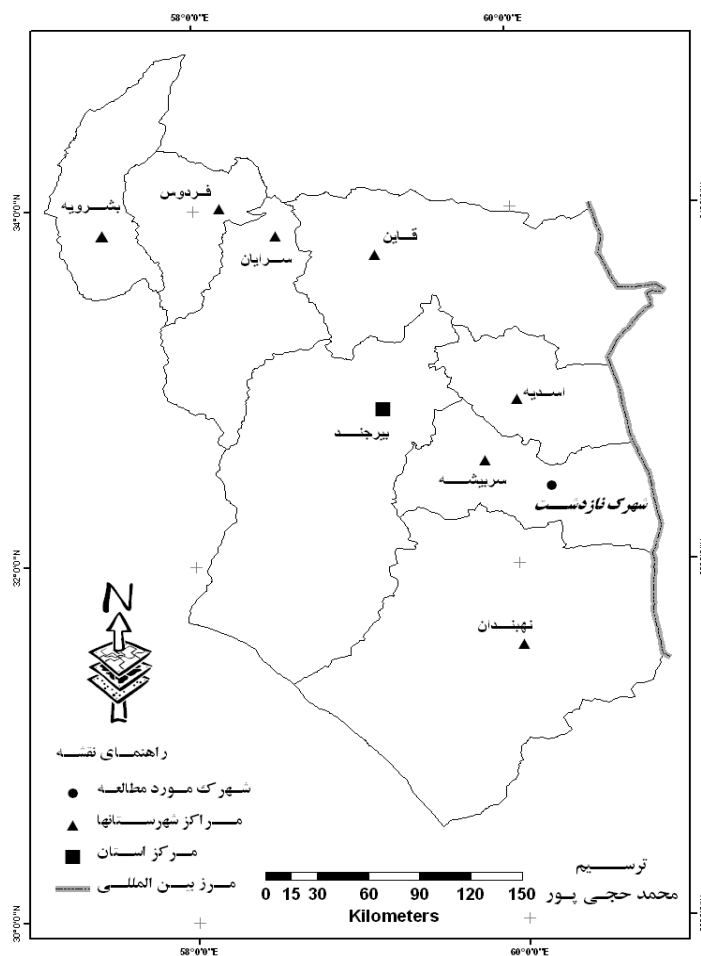 58°0'0"E
60°0'0"E
34°0'0"N
فردوس
بشرویه
قاین
سرایان
اسدیه
بیرجند
سربیشه
شهرک نازدشت
32°0'0"N
نهبندان
N
راهنمای نقشه
شهرک مورد مطالعه
مراکز شهرستانها
مرکز استان
مرز بین المللی
ترسیم
محمد حجی پور
0 15 30 60 90 120 150
Kilometers
30°0'0"N
58°0'0"E
60°0'0"E